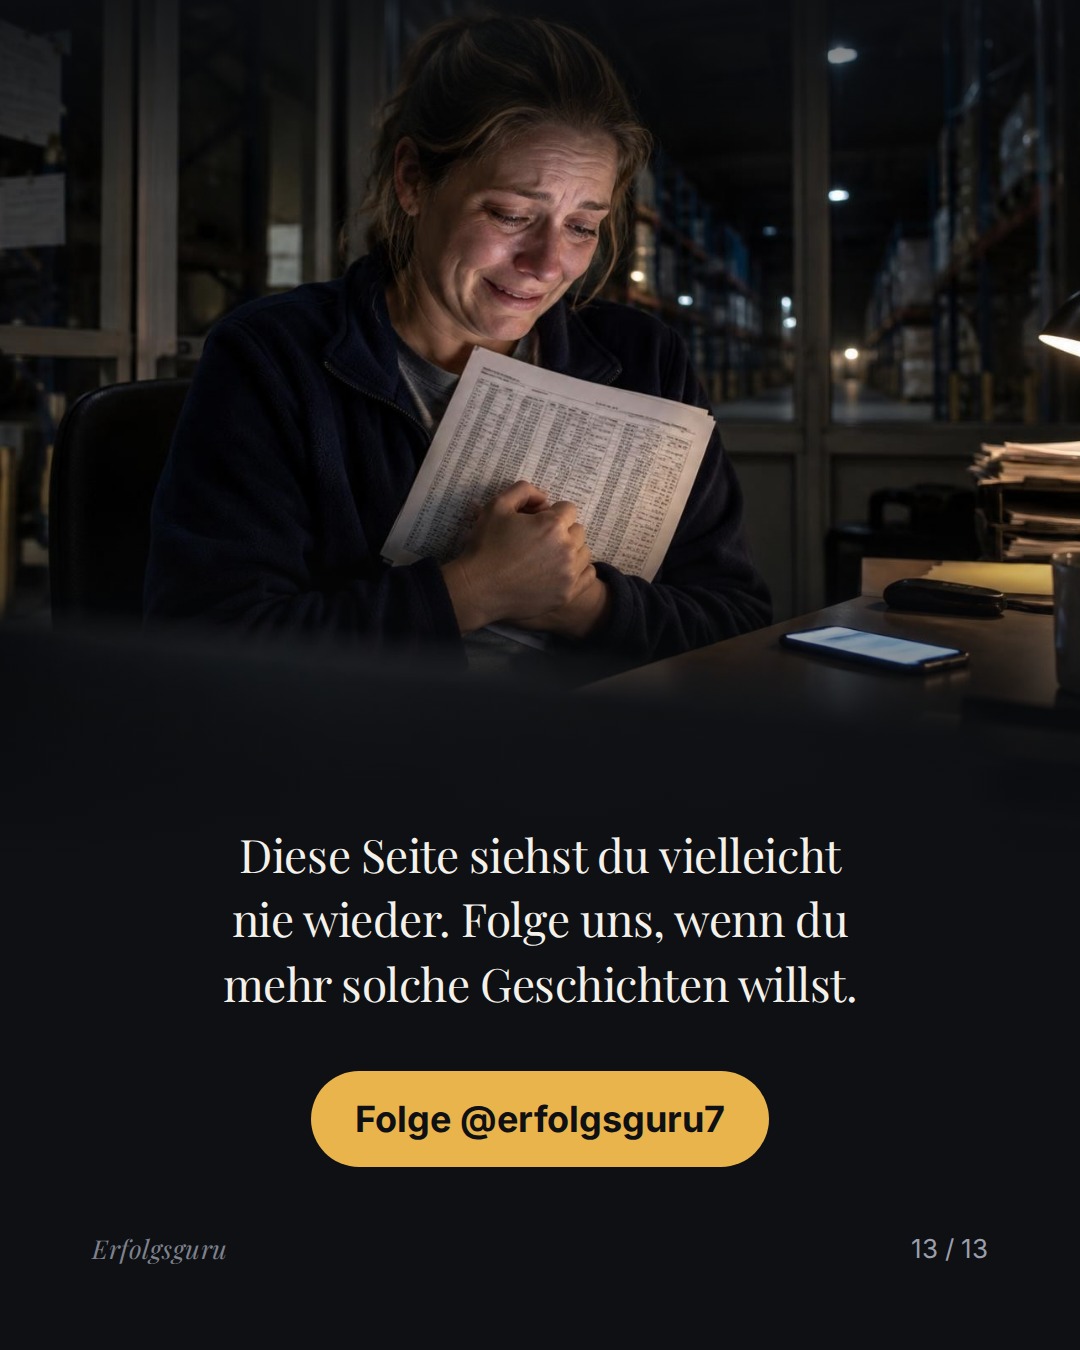 Diese Seite siehst du vielleicht
nie wieder. Folge uns, wenn du
mehr solche Geschichten willst.
Folge @erfolgsguru7
Erfolgsguru
13 / 13